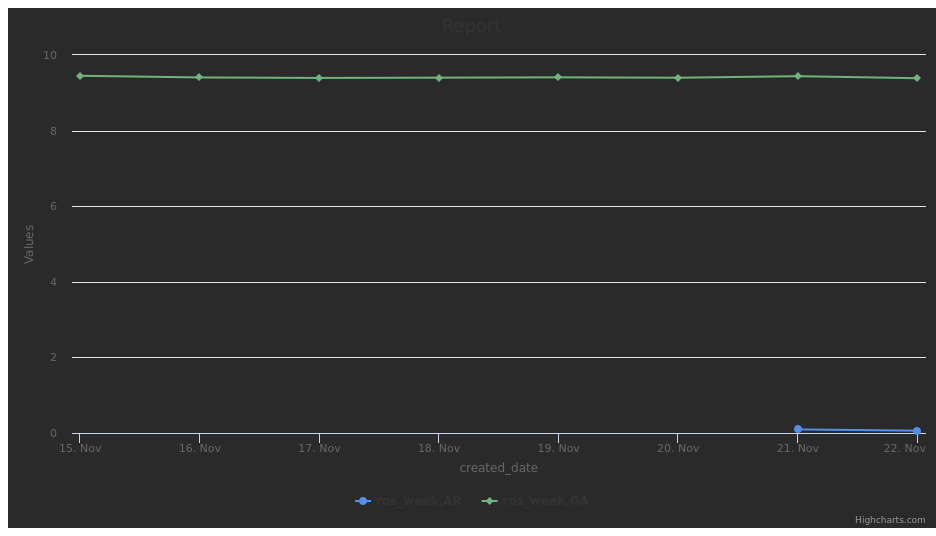 Report
10
8
6
4
2
0
Values
15. Nov 16. Nov 17. Nov 18. Nov 19. Nov 20. Nov 21. Nov 22. Nov
created_date
ros_week,AR ros_week,GA
Highcharts.com